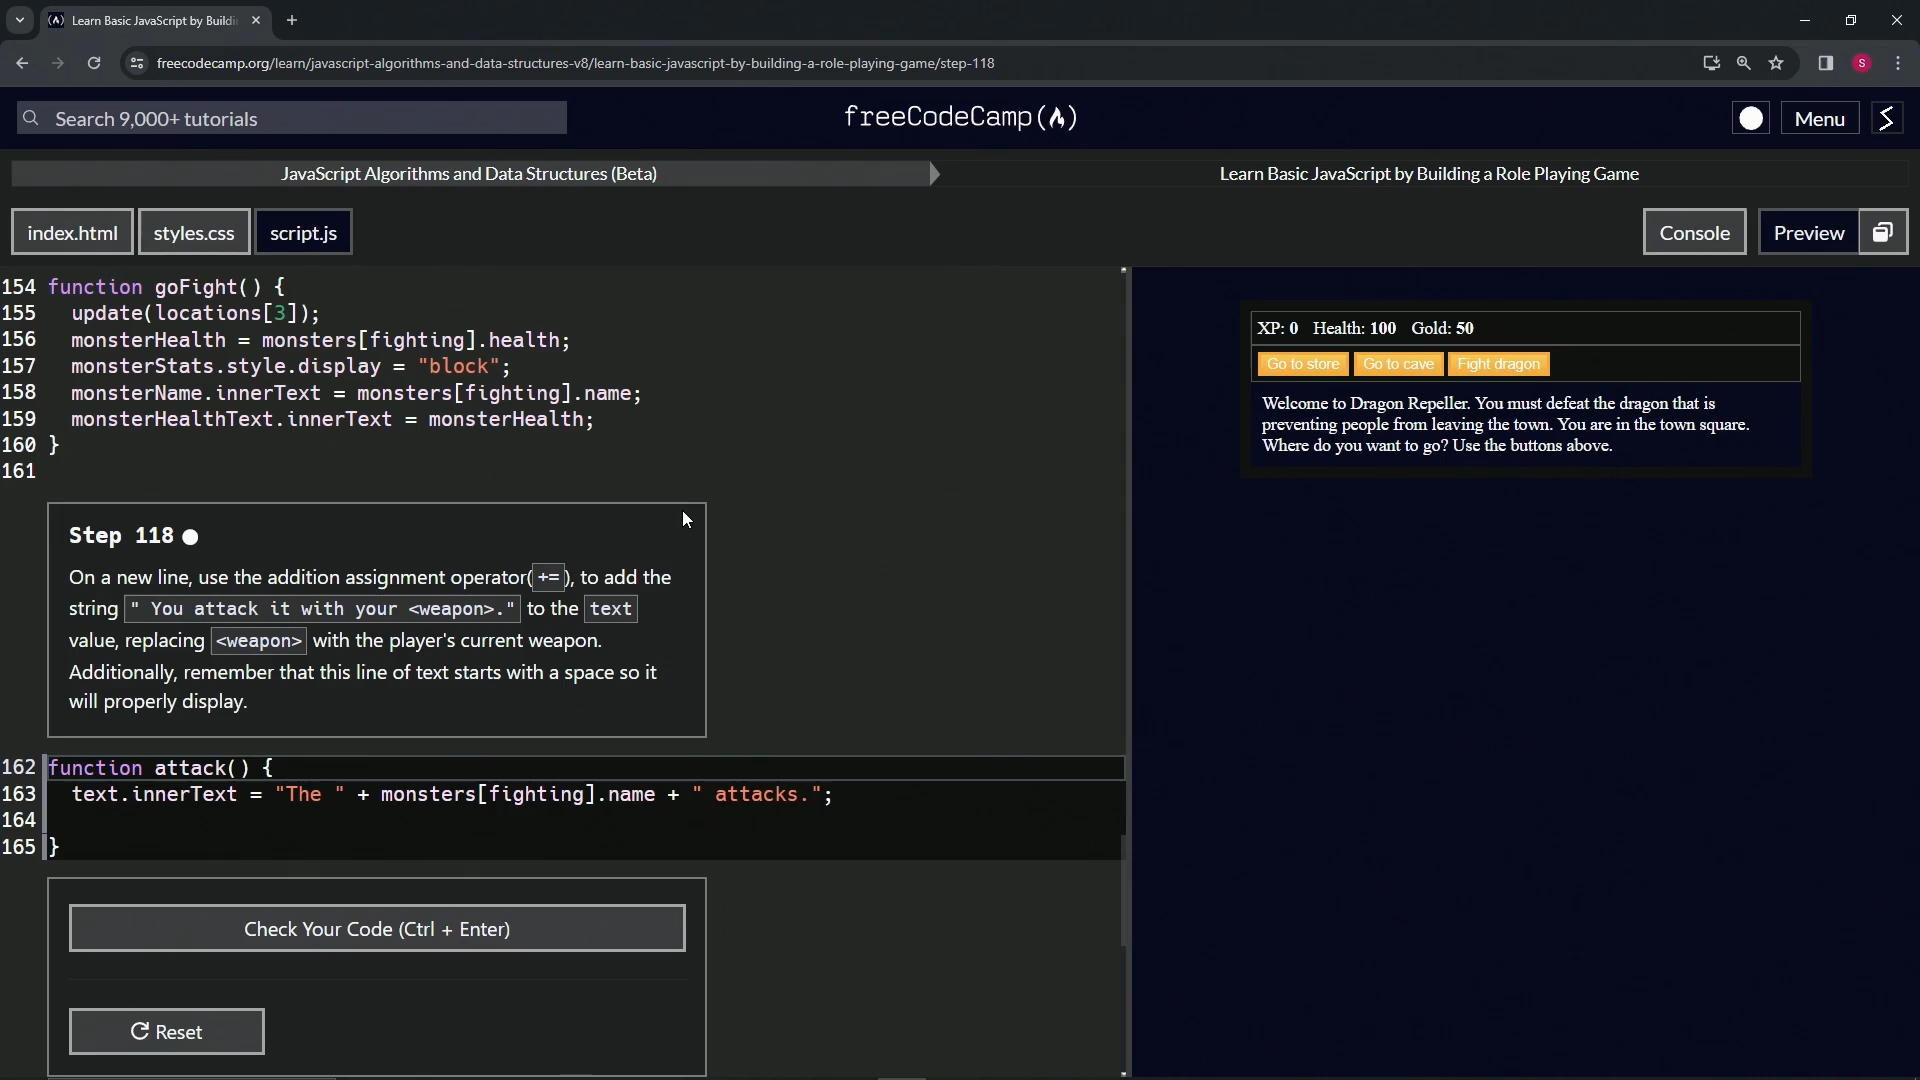 Learn Basic JavaScript by Buildi
freecodecamp.org/learn/javascript-algorithms-and-data-structures-v8/learn-basic-javascript-by-building-a-role-playing-game/step-118
S
Search 9,000+ tutorials
freeCodeCamp
Menu
JavaScript Algorithms and Data Structures (Beta)
Learn Basic JavaScript by Building a Role Playing Game
index.html
styles.css
script.js
Console
Preview
154 function goFight() {
155 update(locations[3]);
156 monsterHealth = monsters[fighting].health;
157 monsterStats.style.display = "block";
158 monsterName.innerText = monsters[fighting].name;
159 monsterHealthText.innerText = monsterHealth;
160 }
161
XP: 0 Health: 100 Gold: 50
Go to store Go to cave Fight dragon
Welcome to Dragon Repeller. You must defeat the dragon that is
preventing people from leaving the town. You are in the town square.
Where do you want to go? Use the buttons above.
Step 118
On a new line, use the addition assignment operator( += ), to add the
string " You attack it with your <weapon>." to the text
value, replacing <weapon> with the player's current weapon.
Additionally, remember that this line of text starts with a space so it
will properly display.
162 function attack() {
163 text.innerText = "The " + monsters[fighting].name + " attacks.";
164
165 }
Check Your Code (Ctrl + Enter)
Reset